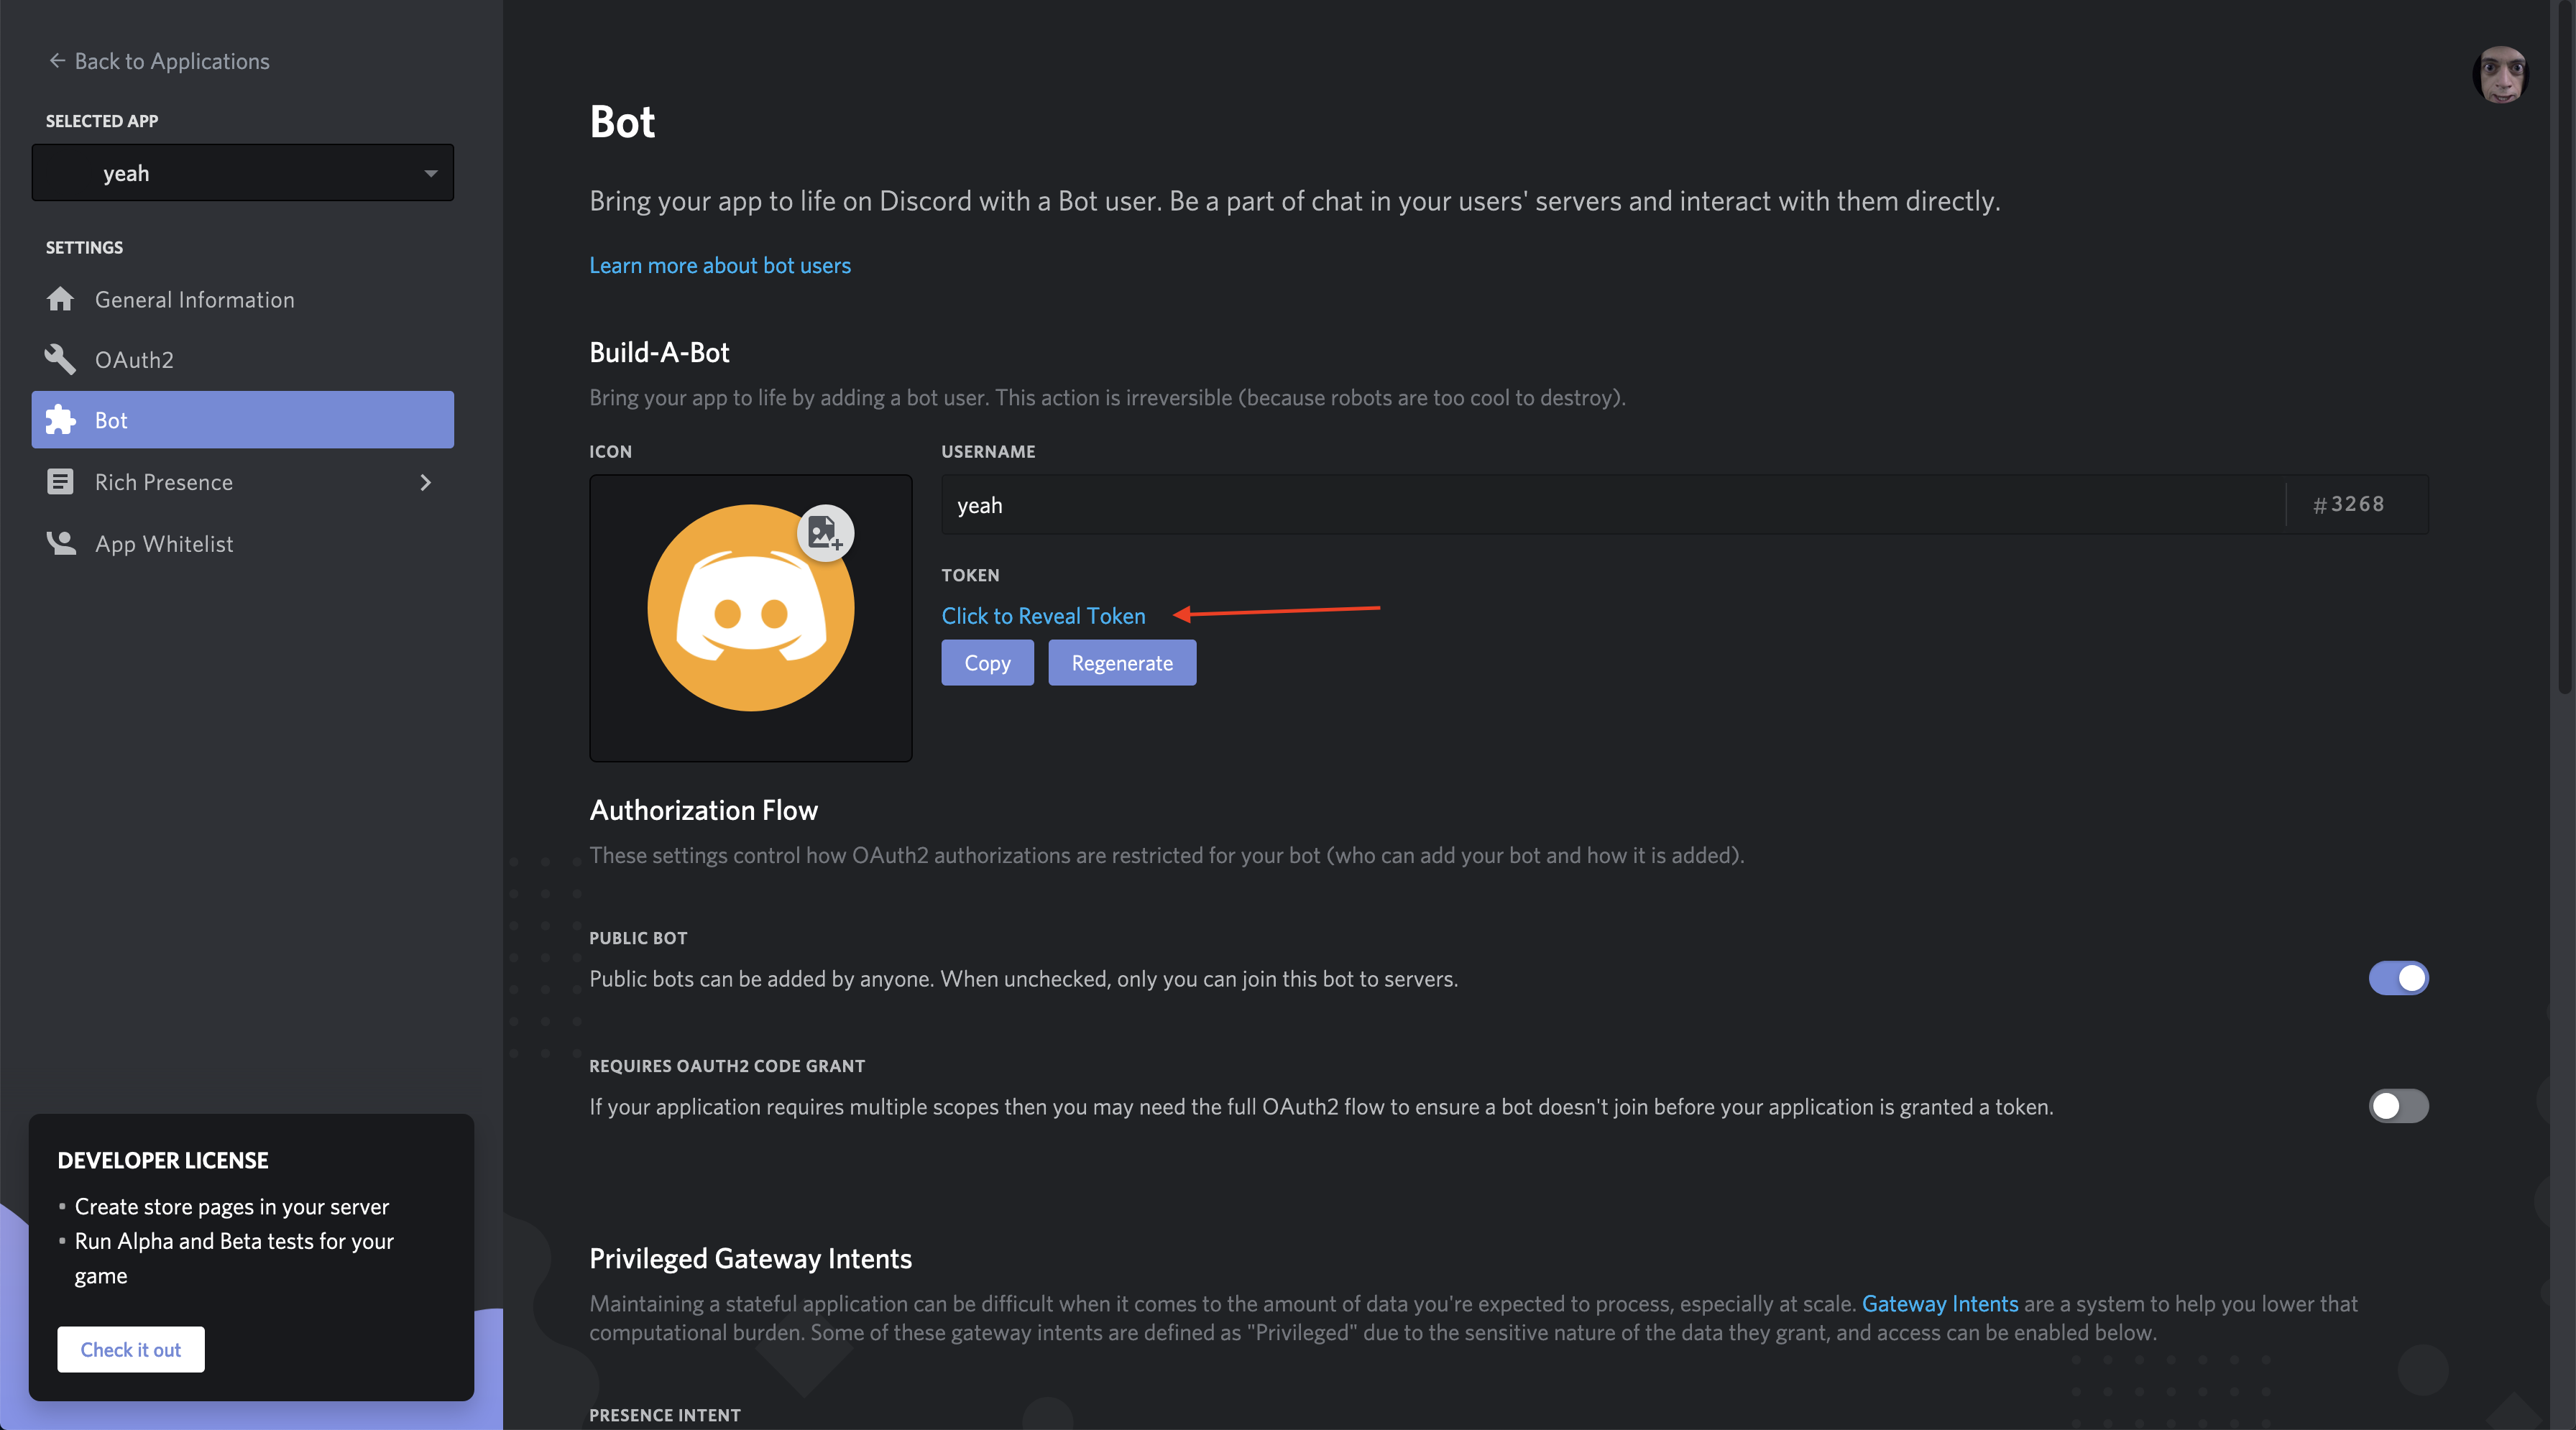 Back to Applications
SELECTED APP
yeah
SETTINGS
General Information
OAuth2
Bot
Rich Presence
App Whitelist
DEVELOPER LICENSE
• Create store pages in your server
• Run Alpha and Beta tests for your
game
Check it out
Bot
Bring your app to life on Discord with a Bot user. Be a part of chat in your users' servers and interact with them directly.
Learn more about bot users
Build-A-Bot
Bring your app to life by adding a bot user. This action is irreversible (because robots are too cool to destroy).
ICON
USERNAME
yeah #3268
TOKEN
Click to Reveal Token
Copy Regenerate
Authorization Flow
These settings control how OAuth2 authorizations are restricted for your bot (who can add your bot and how it is added).
PUBLIC BOT
Public bots can be added by anyone. When unchecked, only you can join this bot to servers.
REQUIRES OAUTH2 CODE GRANT
If your application requires multiple scopes then you may need the full OAuth2 flow to ensure a bot doesn't join before your application is granted a token.
Privileged Gateway Intents
Maintaining a stateful application can be difficult when it comes to the amount of data you're expected to process, especially at scale. Gateway Intents are a system to help you lower that
computational burden. Some of these gateway intents are defined as "Privileged" due to the sensitive nature of the data they grant, and access can be enabled below.
PRESENCE INTENT